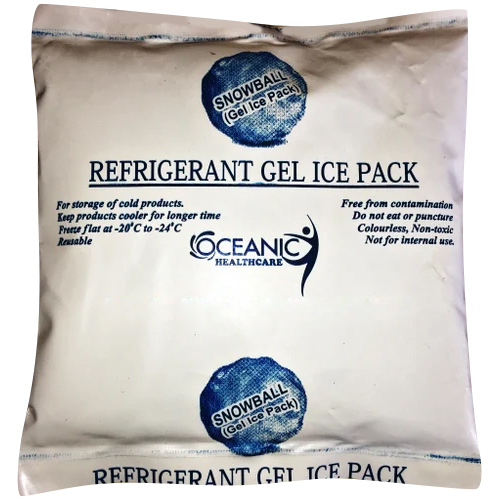 SNOWBALL
(Gel Ice Pack)
REFRIGERANT GEL ICE PACK
For storage of cold products.
Keep products cooler for longer time
Freeze flat at -20°C to -24°C
Reusable
Free from contamination
Do not eat or puncture
Colourless, Non-toxic
Not for internal use.
OCEANIC
HEALTHCARE
SNOWBALL
(Gel Ice Pack)
REFRIGERANT GEL ICE PACK